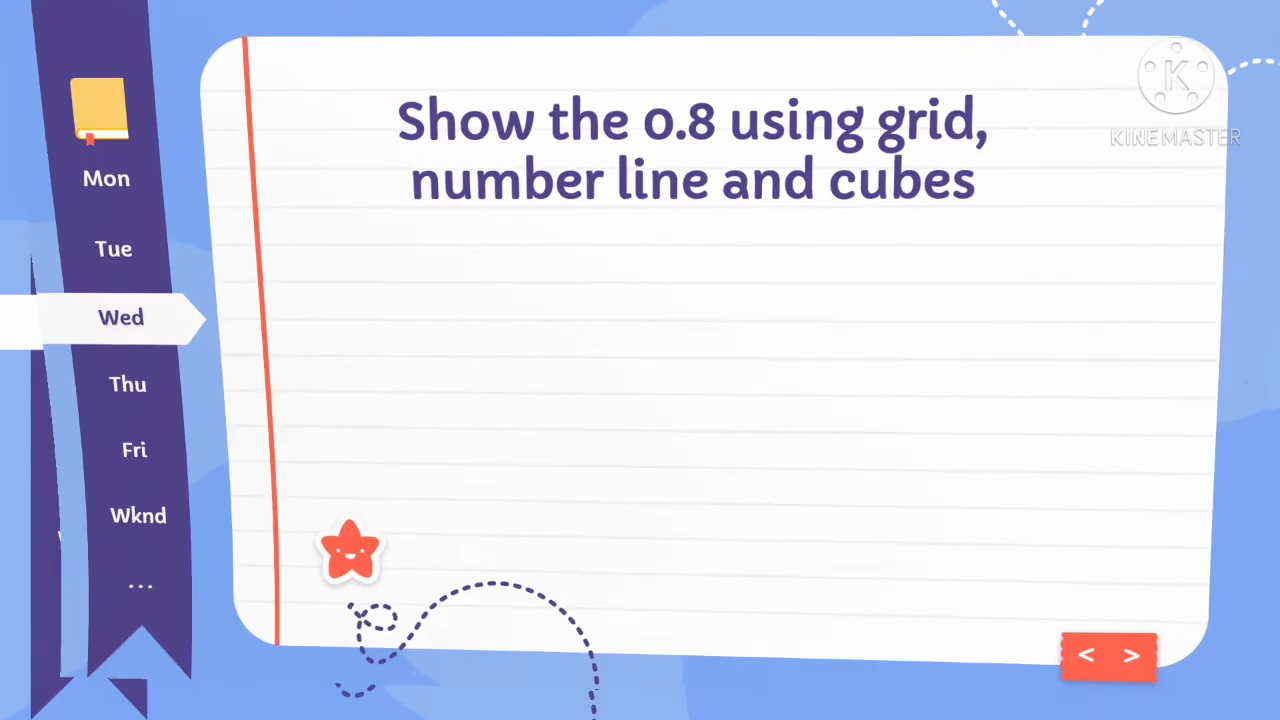 Show the 0.8 using grid,
number line and cubes
K
KINEMASTER
Mon
Tue
Wed
Thu
Fri
Wknd
...
< >